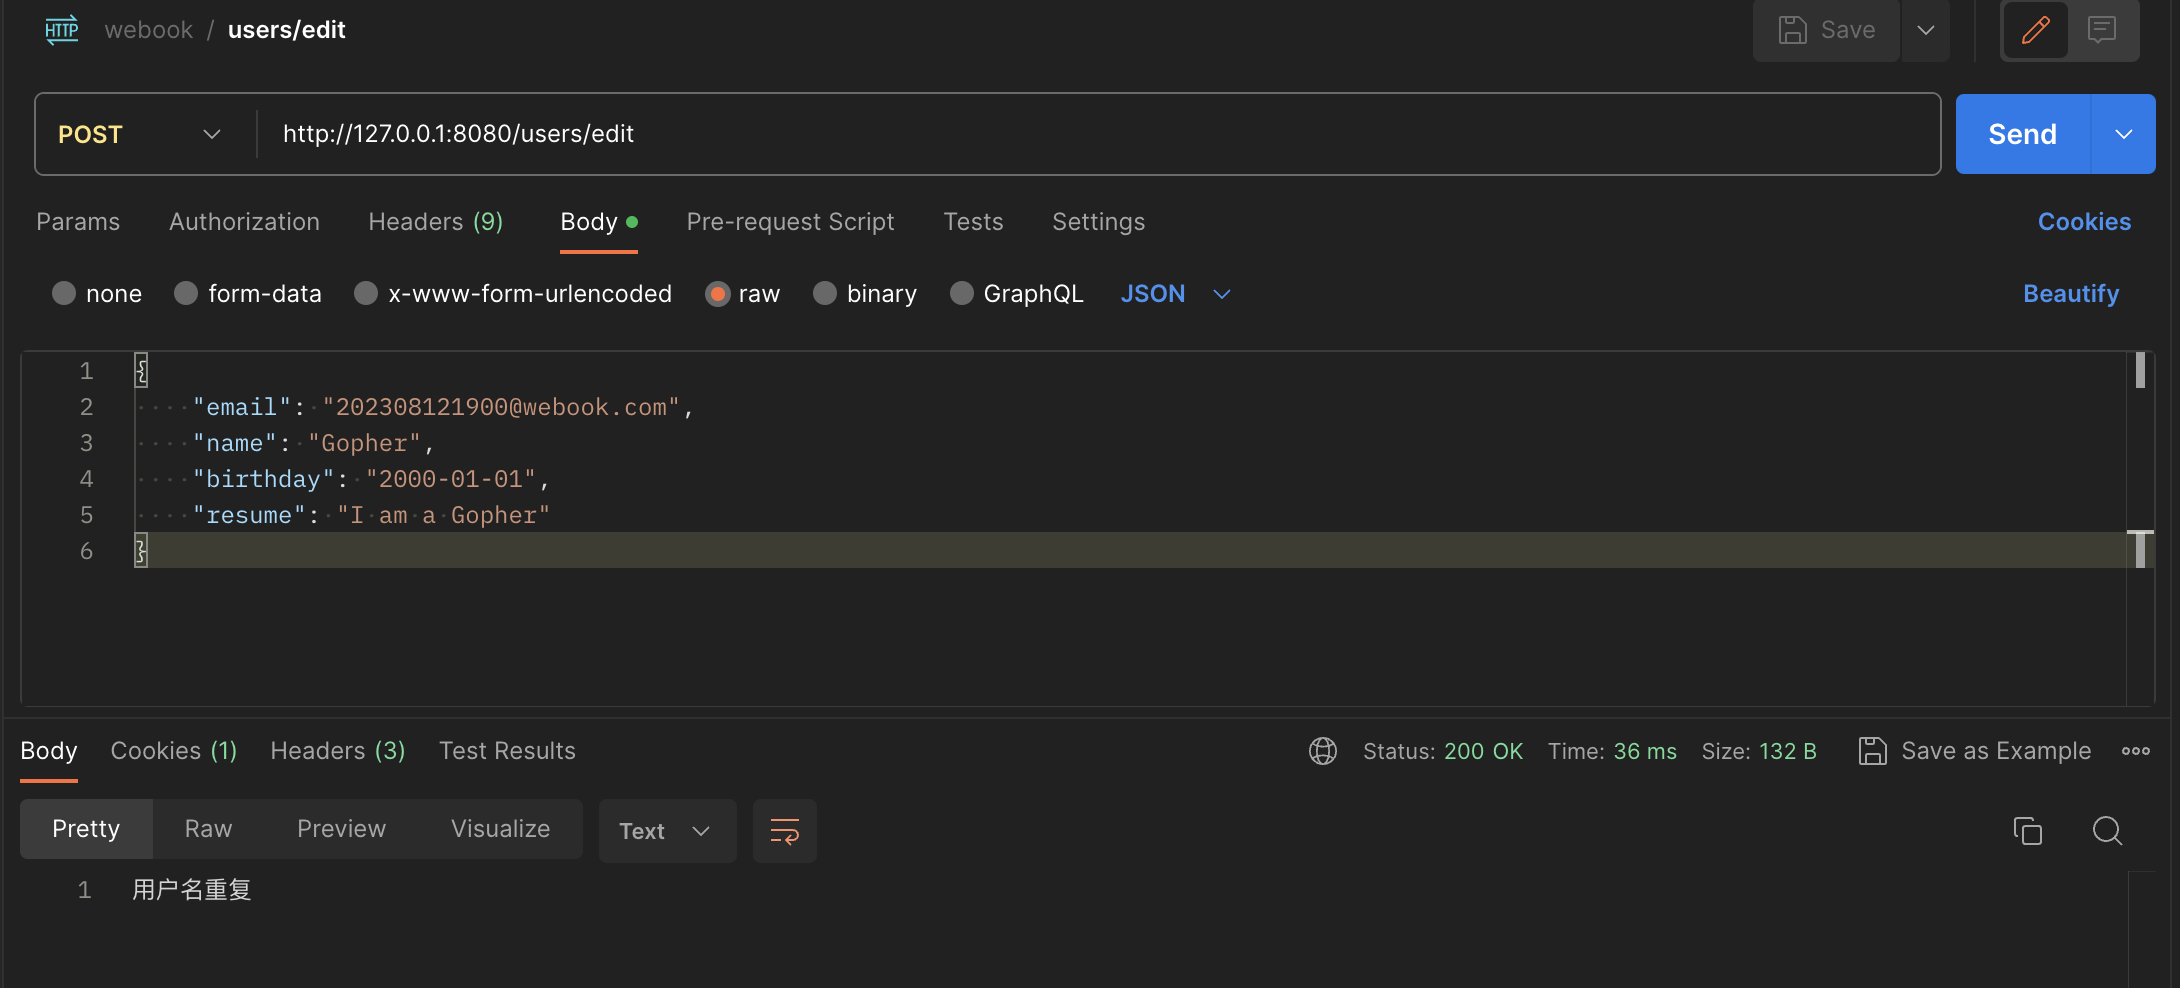 HTTP webook / users/edit Save
POST http://127.0.0.1:8080/users/edit Send
Params Authorization Headers (9) Body Pre-request Script Tests Settings Cookies
none form-data x-www-form-urlencoded raw binary GraphQL JSON Beautify
1 {
2 "email": "202308121900@webook.com",
3 "name": "Gopher",
4 "birthday": "2000-01-01",
5 "resume": "I am a Gopher"
6 }
Body Cookies (1) Headers (3) Test Results Status: 200 OK Time: 36 ms Size: 132 B Save as Example
Pretty Raw Preview Visualize Text
1 用户名重复